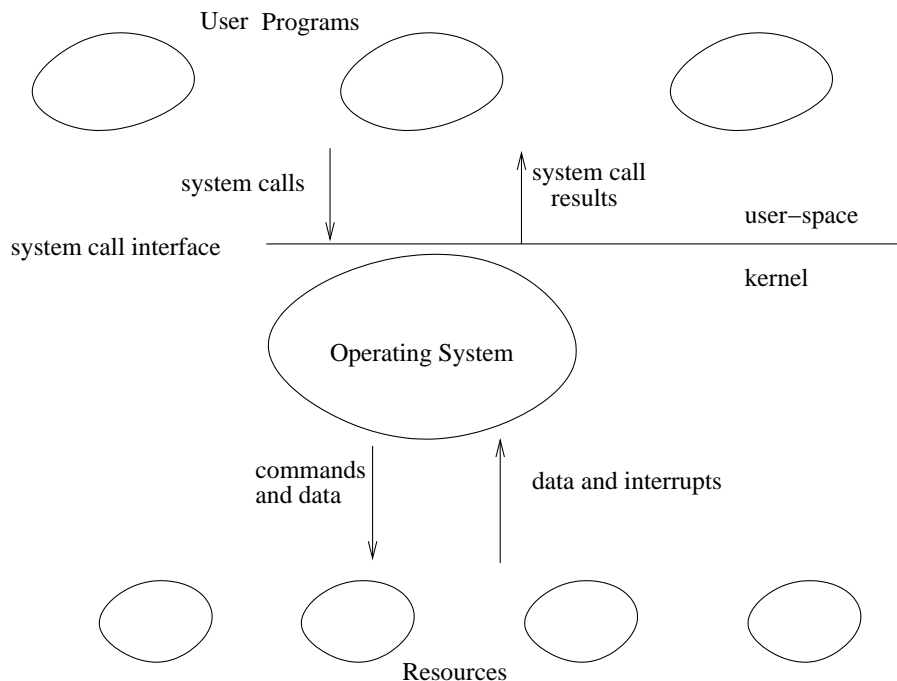 User Programs
system calls
system call
results
user−space
system call interface
kernel
Operating System
commands
and data
data and interrupts
Resources